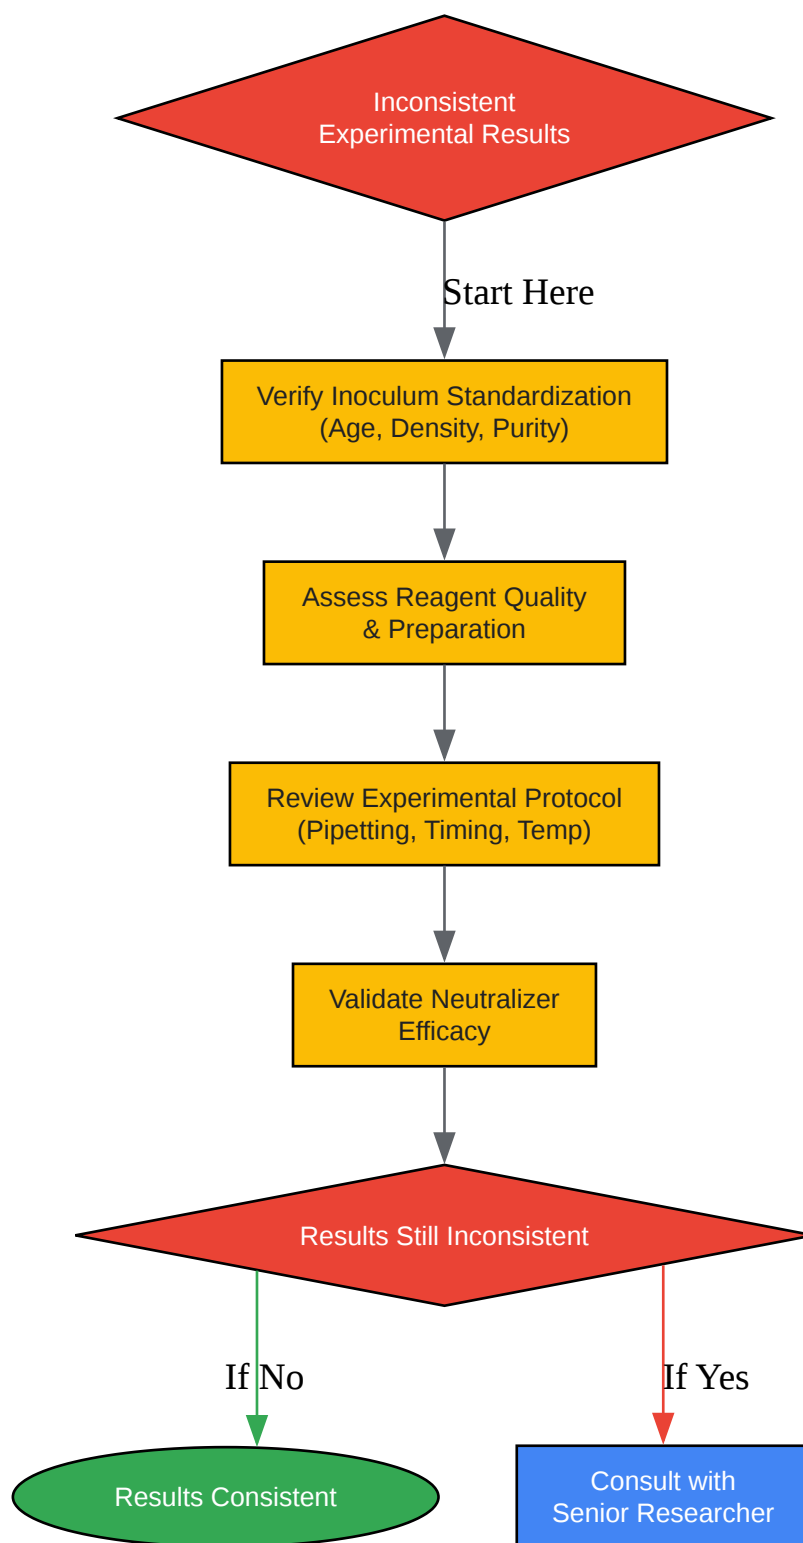 Inconsistent
Experimental Results
Start Here
Verify Inoculum Standardization
(Age, Density, Purity)
Assess Reagent Quality
& Preparation
Review Experimental Protocol
(Pipetting, Timing, Temp)
Validate Neutralizer
Efficacy
Results Still Inconsistent
If No
If Yes
Results Consistent
Consult with
Senior Researcher